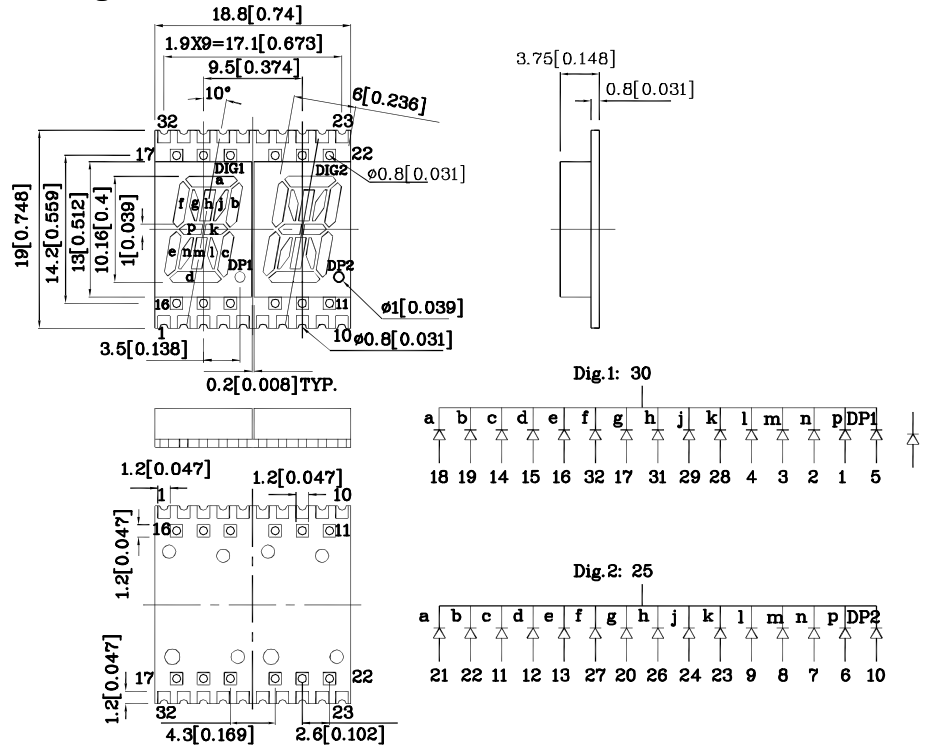 18.8[0.74]
1.9X9=17.1[0.673]
9.5[0.374]
10°
6[0.236]
32
23
17
22
DIG1
DIG2
ø0.8[0.031]
a
f g h j b
p k
e n m l c
d
DP1
DP2
19[0.748]
14.2[0.559]
13[0.512]
10.16[0.4]
1[0.039]
16
11
1
10
ø1[0.039]
ø0.8[0.031]
3.5[0.138]
0.2[0.008]TYP.
3.75[0.148]
0.8[0.031]
Dig.1: 30
a b c d e f g h j k l m n p DP1
18 19 14 15 16 32 17 31 29 28 4 3 2 1 5
1.2[0.047]
1.2[0.047]
1
10
16
11
1.2[0.047]
1.2[0.047]
17
22
32
23
4.3[0.169]
2.6[0.102]
Dig.2: 25
a b c d e f g h j k l m n p DP2
21 22 11 12 13 27 20 26 24 23 9 8 7 6 10